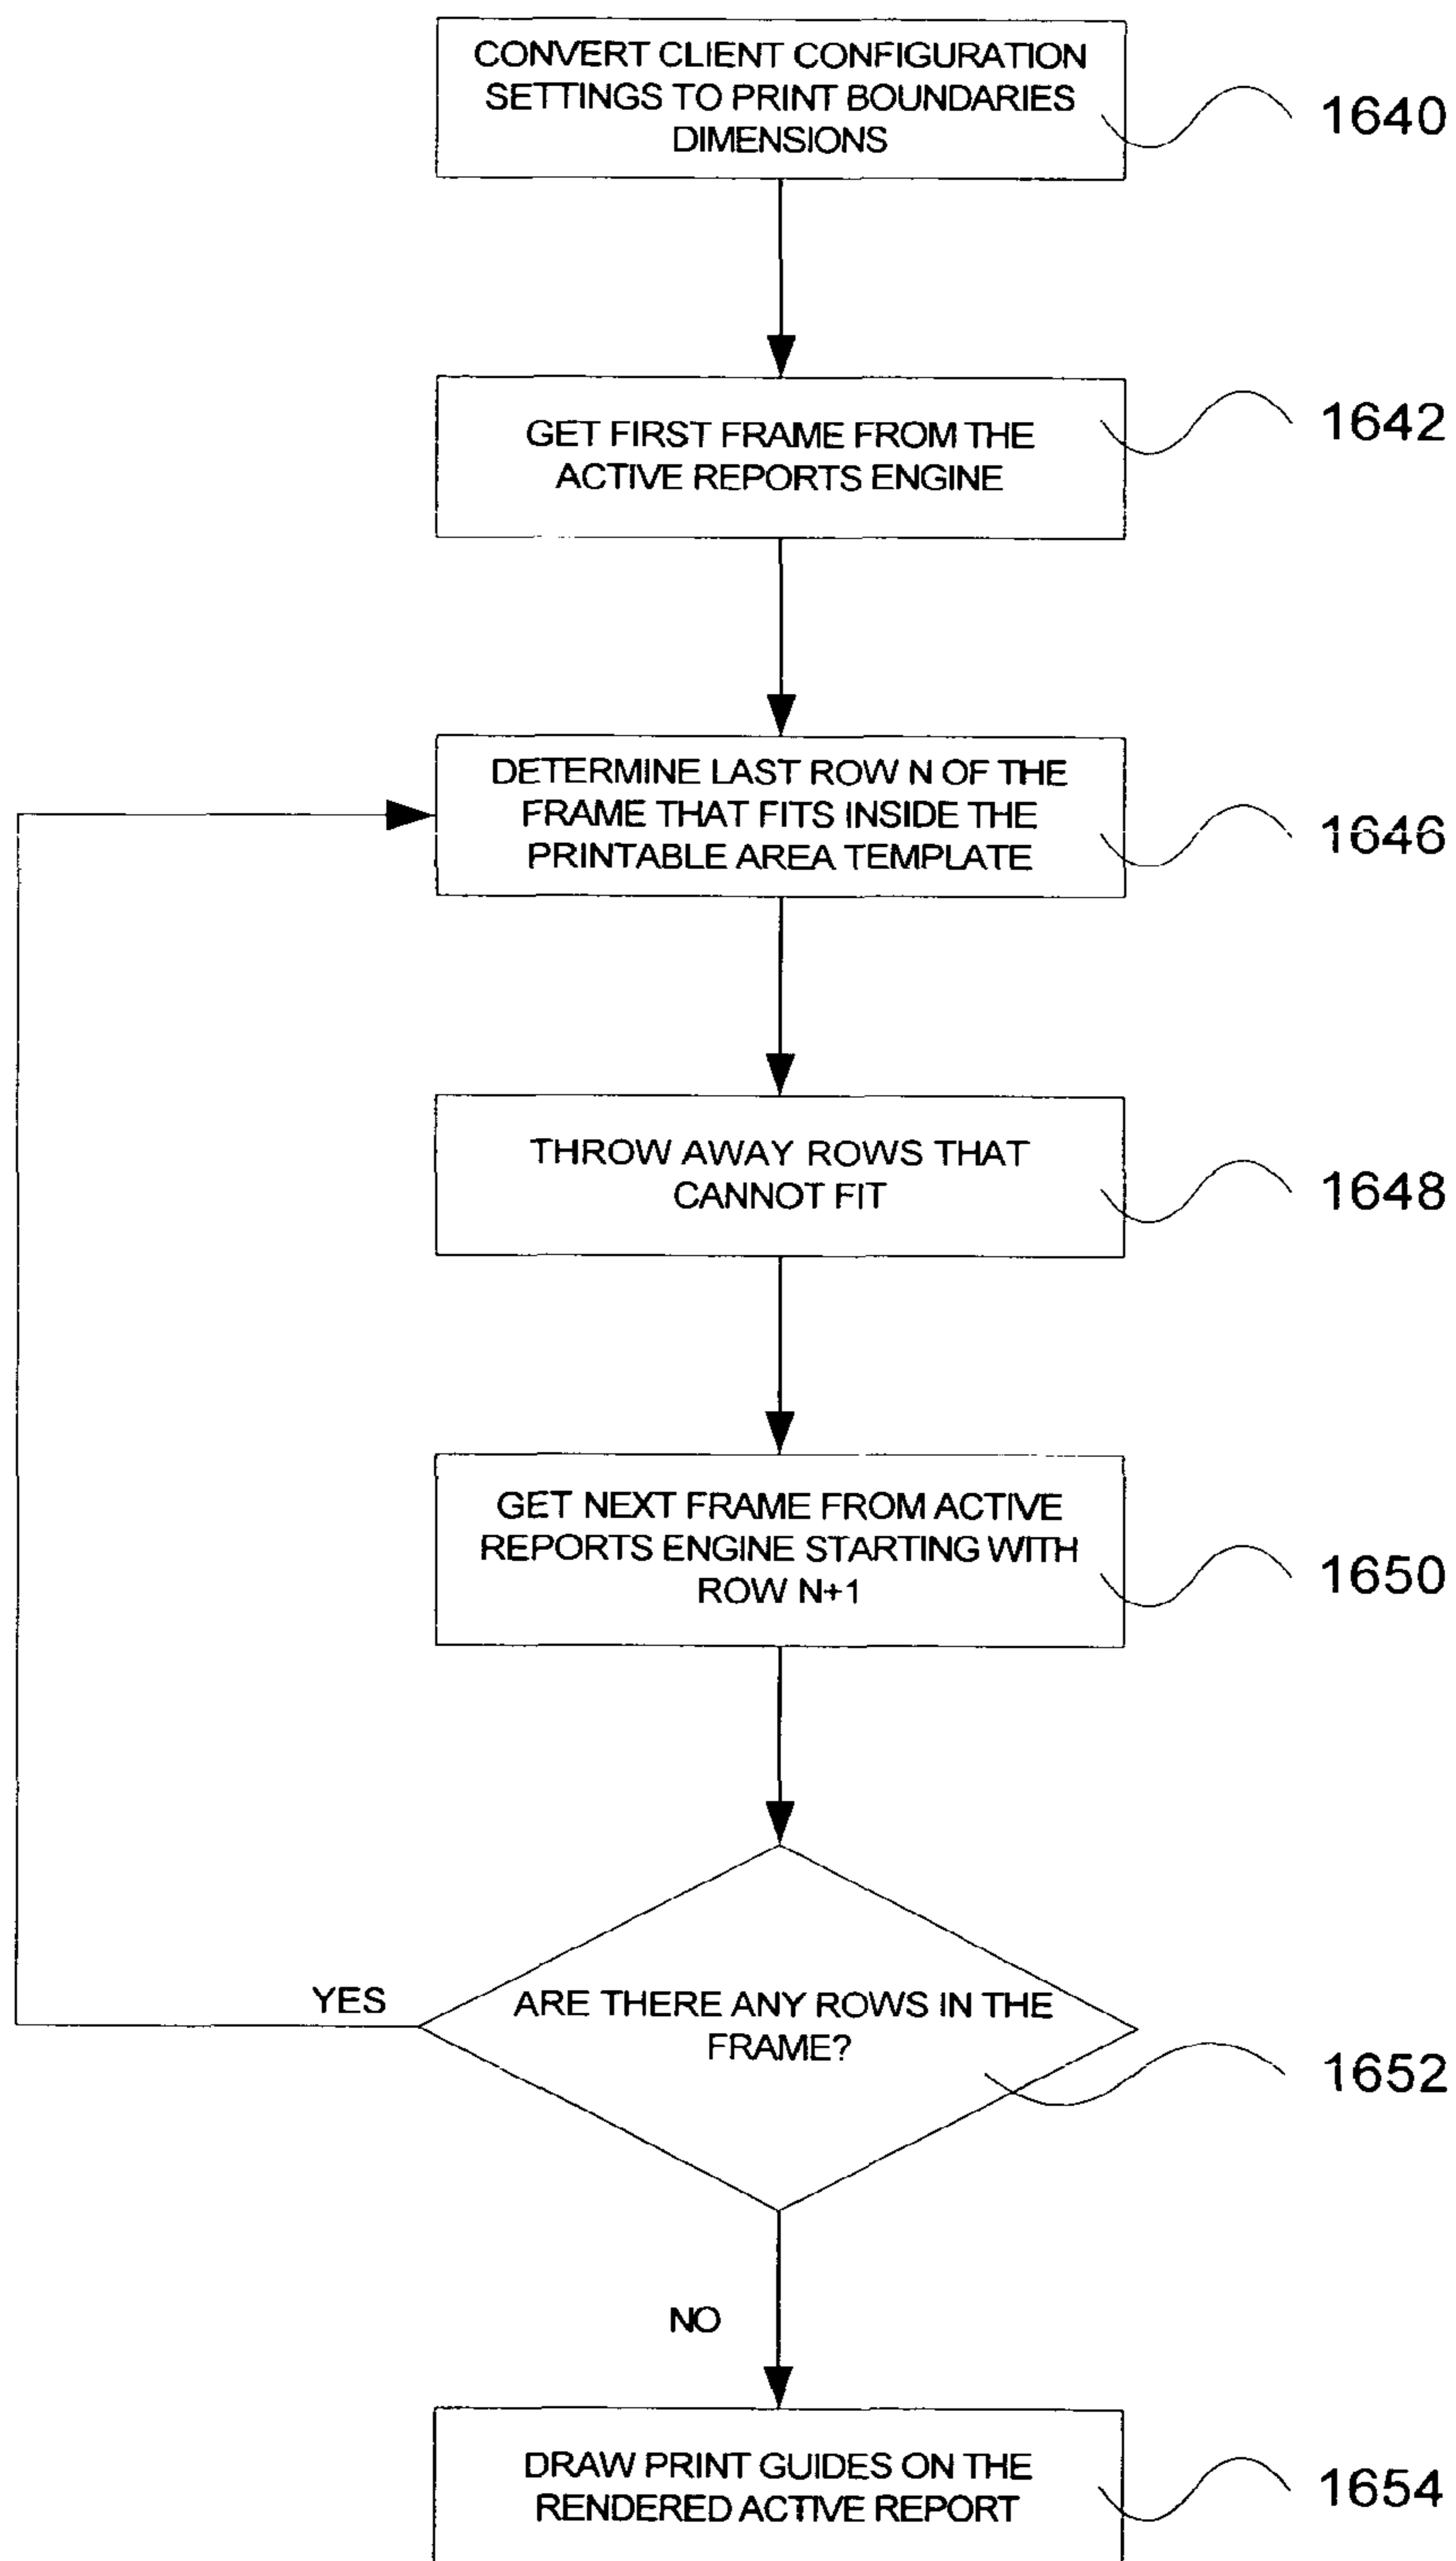 CONVERT CLIENT CONFIGURATION
SETTINGS TO PRINT BOUNDARIES
DIMENSIONS
1640
GET FIRST FRAME FROM THE
ACTIVE REPORTS ENGINE
1642
DETERMINE LAST ROW N OF THE
FRAME THAT FITS INSIDE THE
PRINTABLE AREA TEMPLATE
1646
THROW AWAY ROWS THAT
CANNOT FIT
1648
GET NEXT FRAME FROM ACTIVE
REPORTS ENGINE STARTING WITH
ROW N+1
1650
YES
ARE THERE ANY ROWS IN THE
FRAME?
1652
NO
DRAW PRINT GUIDES ON THE
RENDERED ACTIVE REPORT
1654